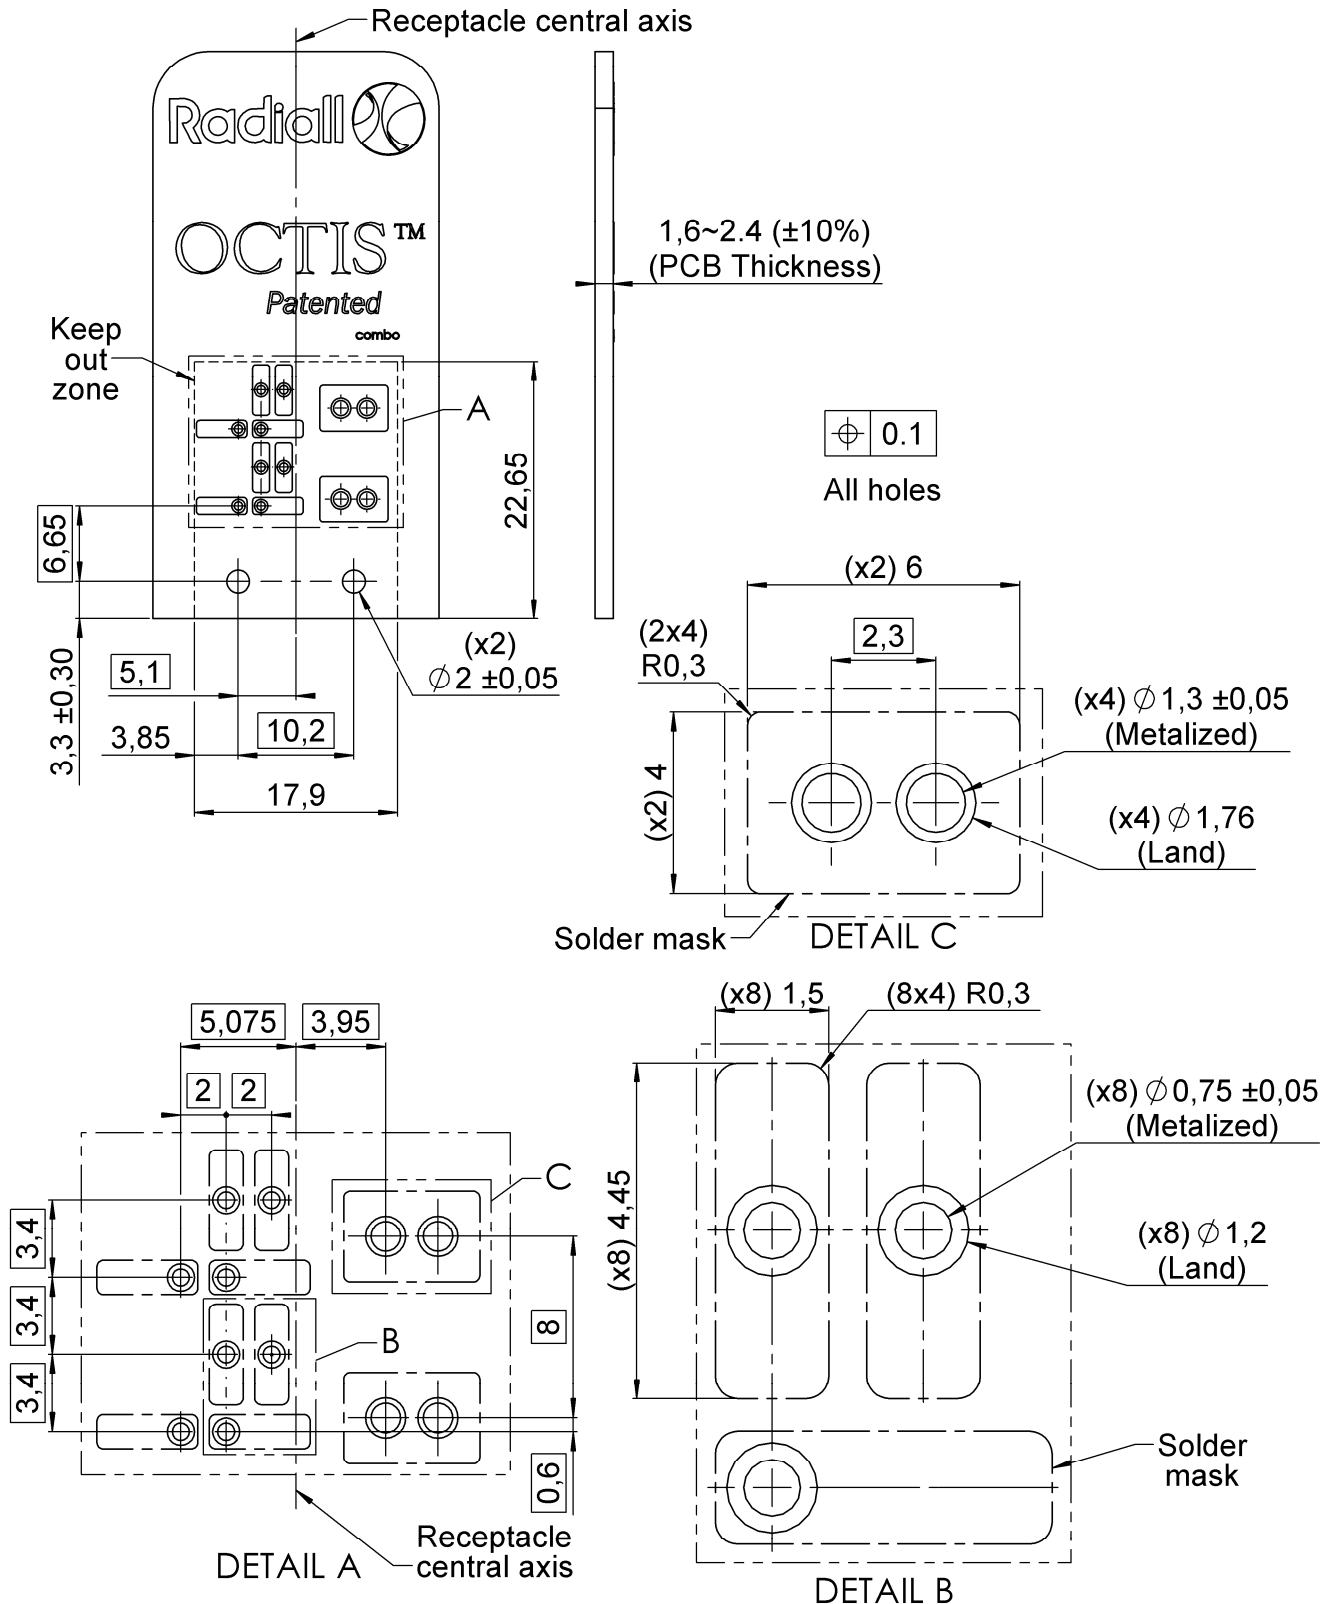 Receptacle central axis
Radiall
OCTIS™
Patented
combo
Keep
out
zone
A
1,6~2.4 (±10%)
(PCB Thickness)
0.1
All holes
6,65
22,65
3,3 ±0,30
5,1
3,85
10,2
17,9
(x2)
∅2 ±0,05
(x2) 6
(2x4)
R0,3
2,3
(x2) 4
(x4) ∅1,3 ±0,05
(Metalized)
(x4) ∅1,76
(Land)
Solder mask
DETAIL C
5,075
3,95
2
2
3,4
3,4
3,4
C
B
8
0,6
Receptacle
central axis
DETAIL A
(x8) 1,5
(8x4) R0,3
(x8) 4,45
(x8) ∅0,75 ±0,05
(Metalized)
(x8) ∅1,2
(Land)
Solder
mask
DETAIL B